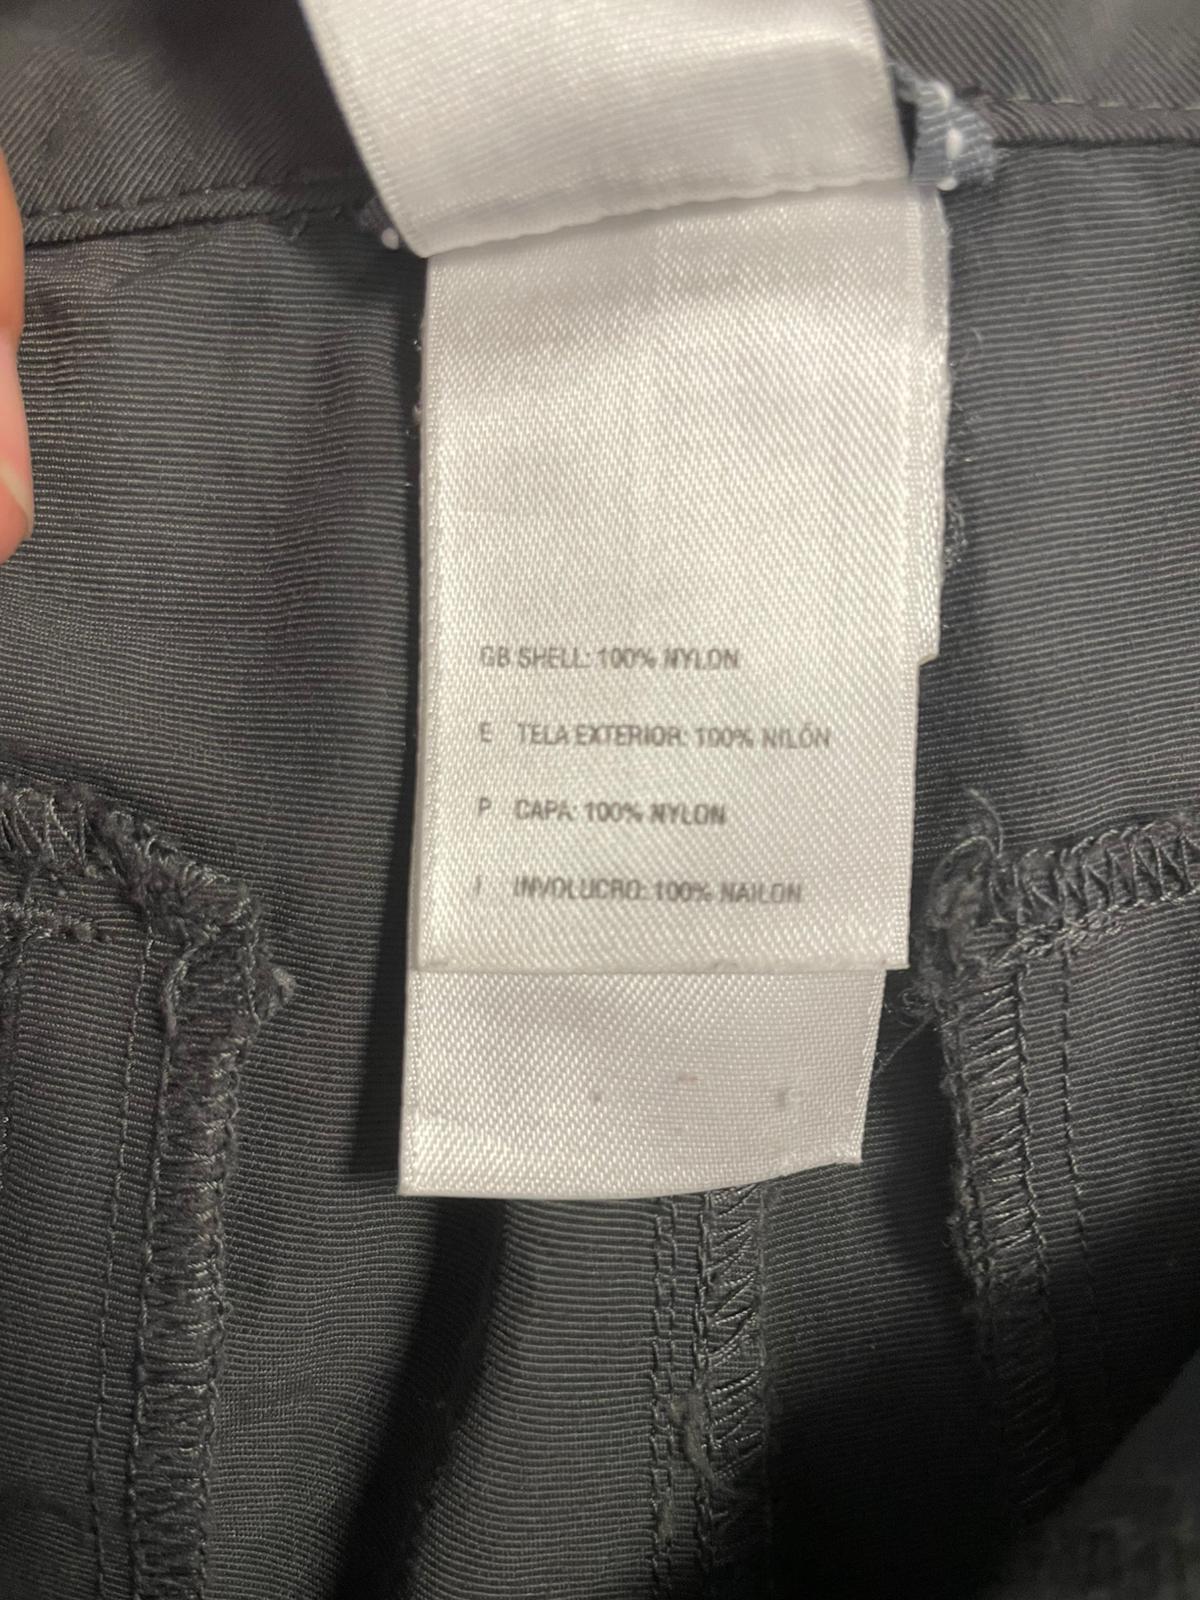 GB SHELL: 100% NYLON
E TELA EXTERIOR: 100% NILÓN
P CAPA: 100% NYLON
I INVOLUCRO: 100% NAILON